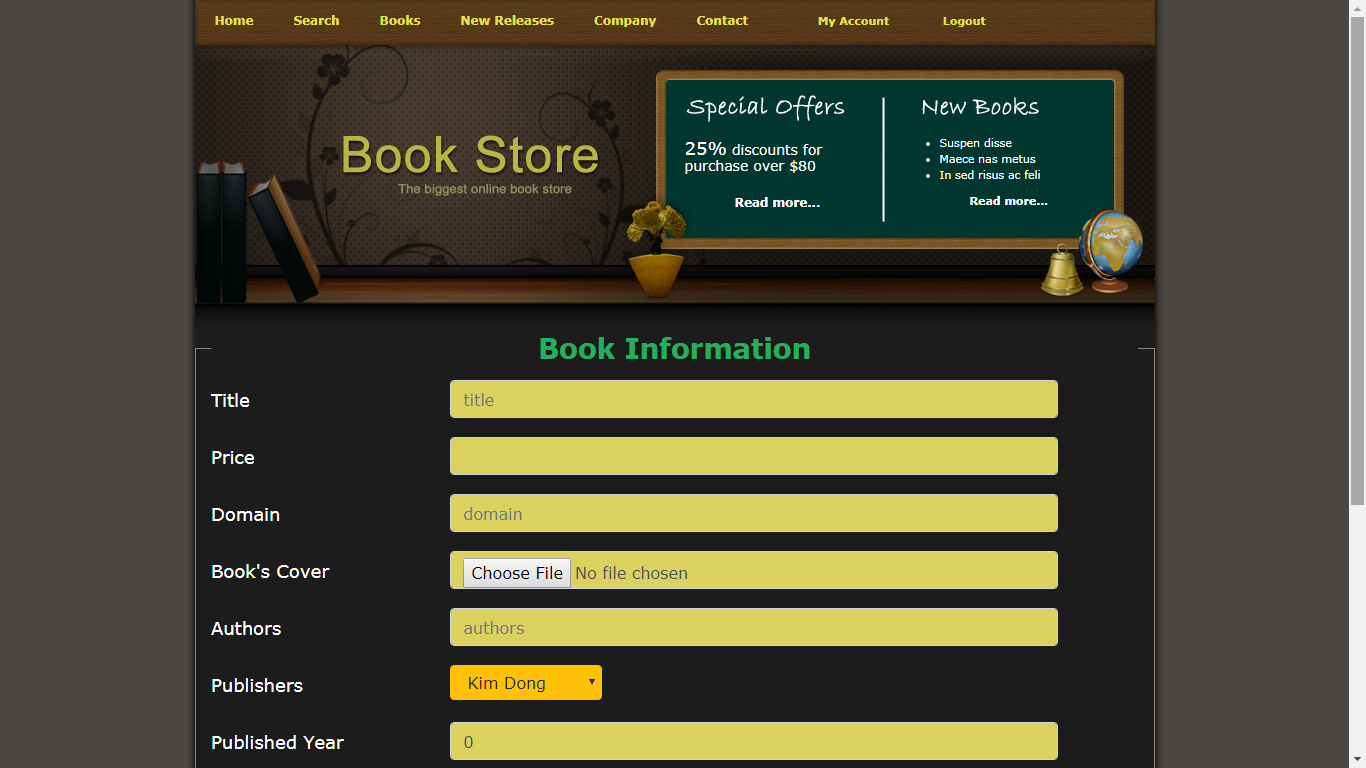 Home Search Books New Releases Company Contact My Account Logout
Book Store
The biggest online book store
Special Offers
25% discounts for
purchase over $80
Read more...
New Books
Suspen disse
Maece nas metus
In sed risus ac feli
Read more...
Book Information
Title title
Price
Domain domain
Book's Cover Choose File No file chosen
Authors authors
Publishers Kim Dong
Published Year 0